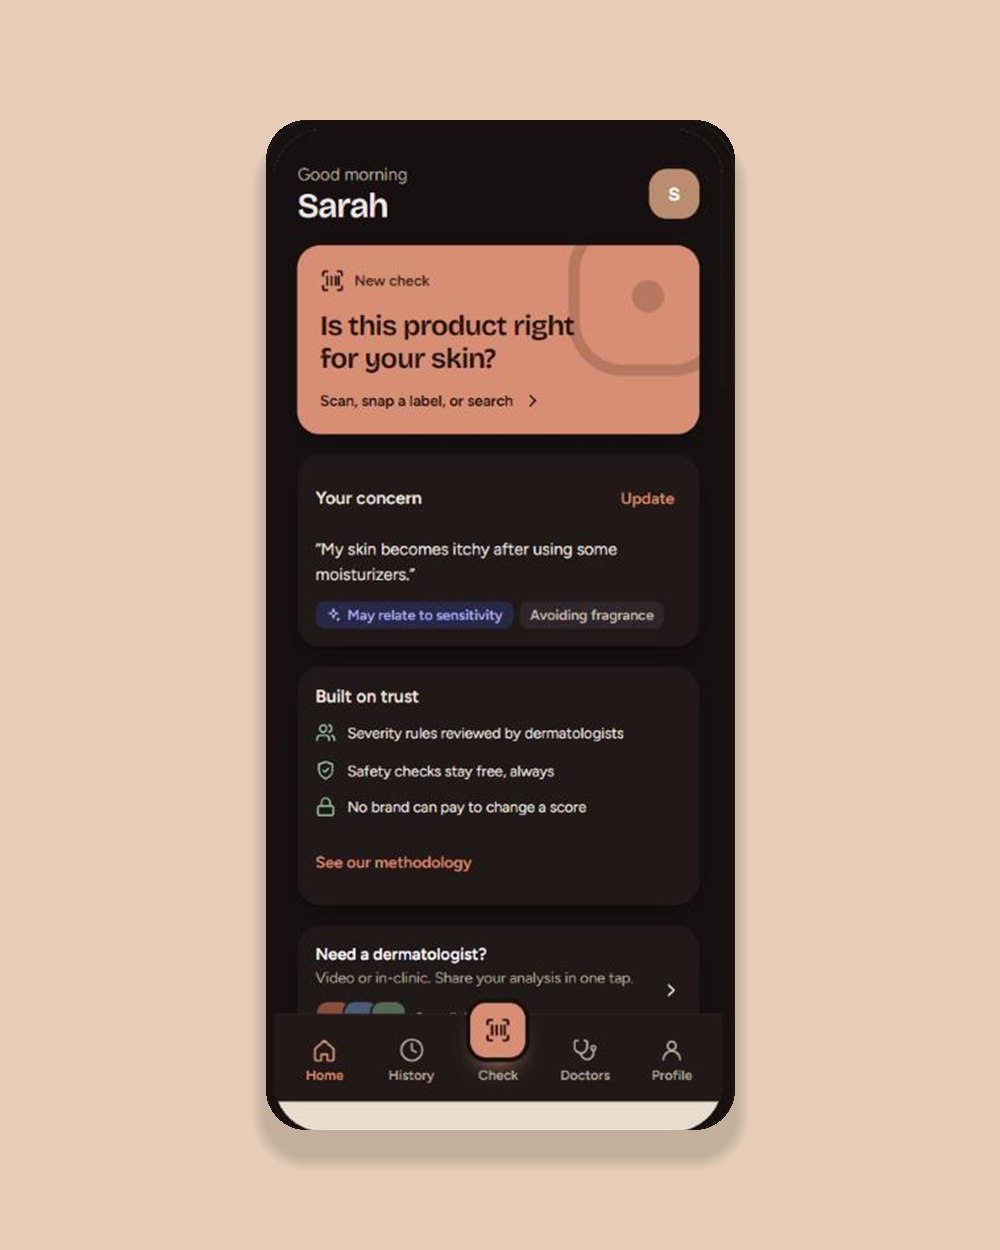 Good morning
Sarah
S
New check
Is this product right
for your skin?
Scan, snap a label, or search
Your concern
Update
"My skin becomes itchy after using some
moisturizers."
May relate to sensitivity
Avoiding fragrance
Built on trust
Severity rules reviewed by dermatologists
Safety checks stay free, always
No brand can pay to change a score
See our methodology
Need a dermatologist?
Video or in-clinic. Share your analysis in one tap.
Home
History
Check
Doctors
Profile